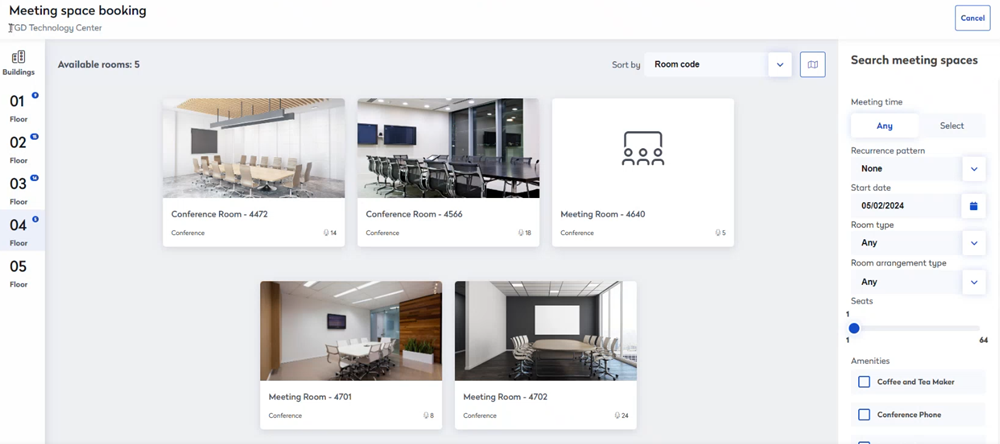 Meeting space booking
TGD Technology Center
Cancel
Buildings
01
9
Floor
02
Floor
03
14
Floor
04
5
Floor
05
Floor
Available rooms: 5
Sort by
Room code
Conference Room - 4472
Conference
14
Conference Room - 4566
Conference
18
Meeting Room - 4640
Conference
5
Meeting Room - 4701
Conference
8
Meeting Room - 4702
Conference
24
Search meeting spaces
Meeting time
Any
Select
Recurrence pattern
None
Start date
05/02/2024
Room type
Any
Room arrangement type
Any
Seats
1
1
64
Amenities
Coffee and Tea Maker
Conference Phone